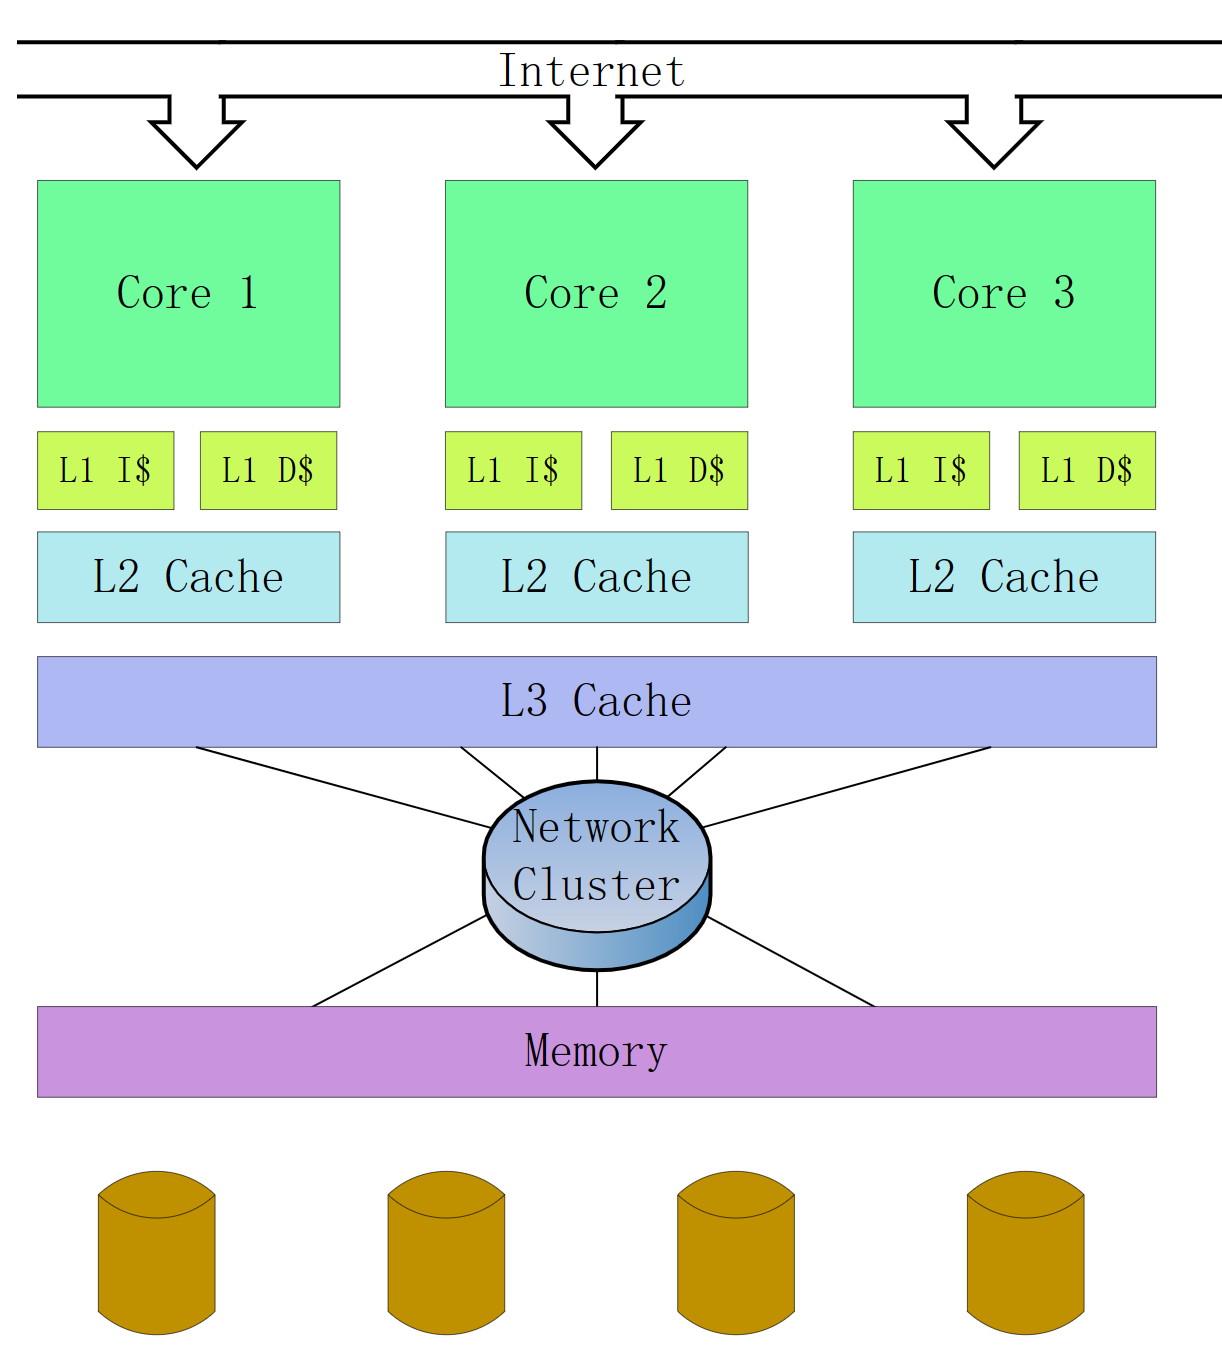 Internet
Core 1 Core 2 Core 3
L1 I$ L1 D$ L1 I$ L1 D$ L1 I$ L1 D$
L2 Cache L2 Cache L2 Cache
L3 Cache
Network
Cluster
Memory